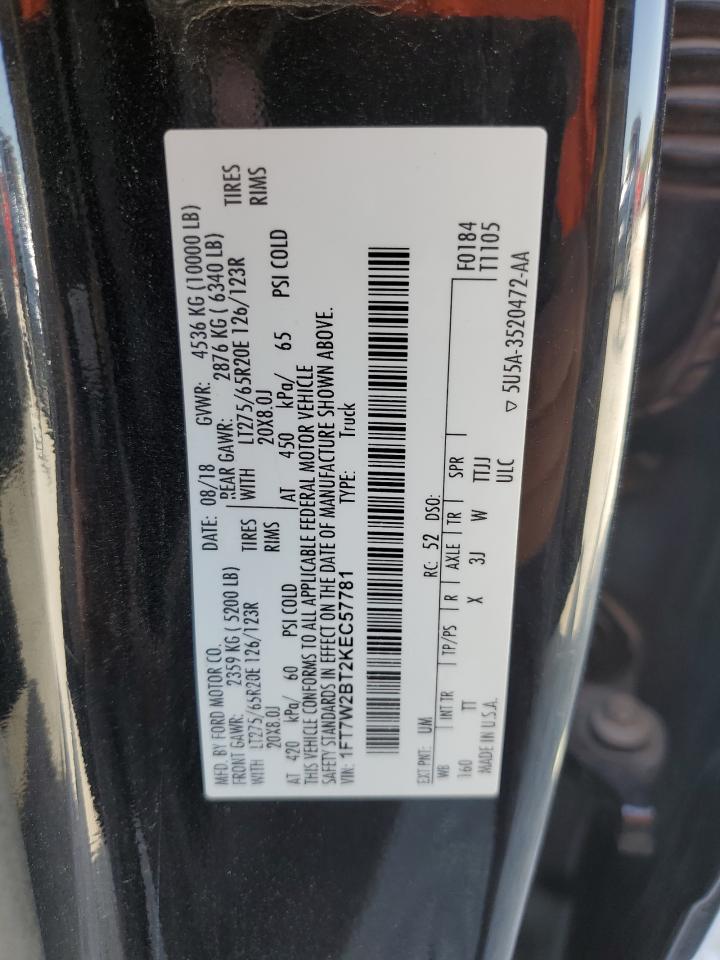 MFD. BY FORD MOTOR CO.
DATE: 08/18 GVWR: 4536 KG (10000 LB)
FRONT GAWR: 2359 KG ( 5200 LB) REAR GAWR: 2876 KG ( 6340 LB)
WITH LT275/65R20E 126/123R TIRES WITH LT275/65R20E 126/123R TIRES
20X8.0J RIMS 20X8.0J RIMS
AT 420 kPa/ 60 PSI COLD AT 450 kPa/ 65 PSI COLD
THIS VEHICLE CONFORMS TO ALL APPLICABLE FEDERAL MOTOR VEHICLE
SAFETY STANDARDS IN EFFECT ON THE DATE OF MANUFACTURE SHOWN ABOVE.
VIN: 1FT7W2BT2KEC57781 TYPE: Truck
EXT PNT: UM RC: 52 DSO:
WB INT TR TP/PS R AXLE TR SPR F0184
160 TT X 3J W TTJJ T1105
MADE IN U.S.A. ULC
▽ 5U5A-3520472-AA